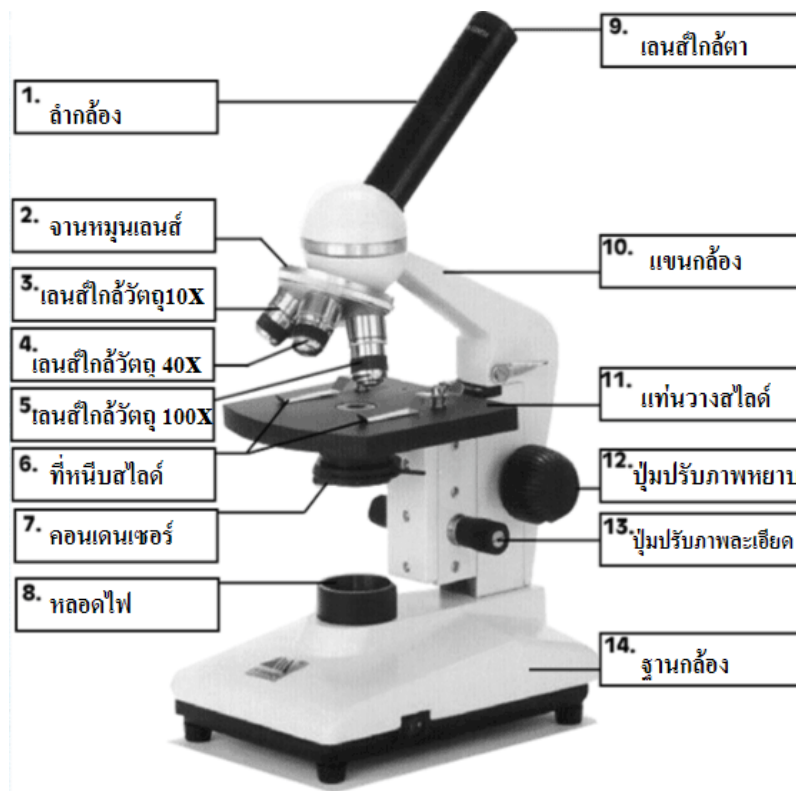 1.
ลำกล้อง
2. จานหมุนเลนส์
3. เลนส์ใกล้วัตถุ10X
4.
เลนส์ใกล้วัตถุ 40X
5 เลนส์ใกล้วัตถุ 100X
6. ที่หนีบสไลด์
7. คอนเดนเซอร์
8. หลอดไฟ
9.
เลนส์ใกล้ตา
10. แขนกล้อง
11. แท่นวางสไลด์
12. ปุ่มปรับภาพหยาบ
13. ปุ่มปรับภาพละเอียด
14. ฐานกล้อง